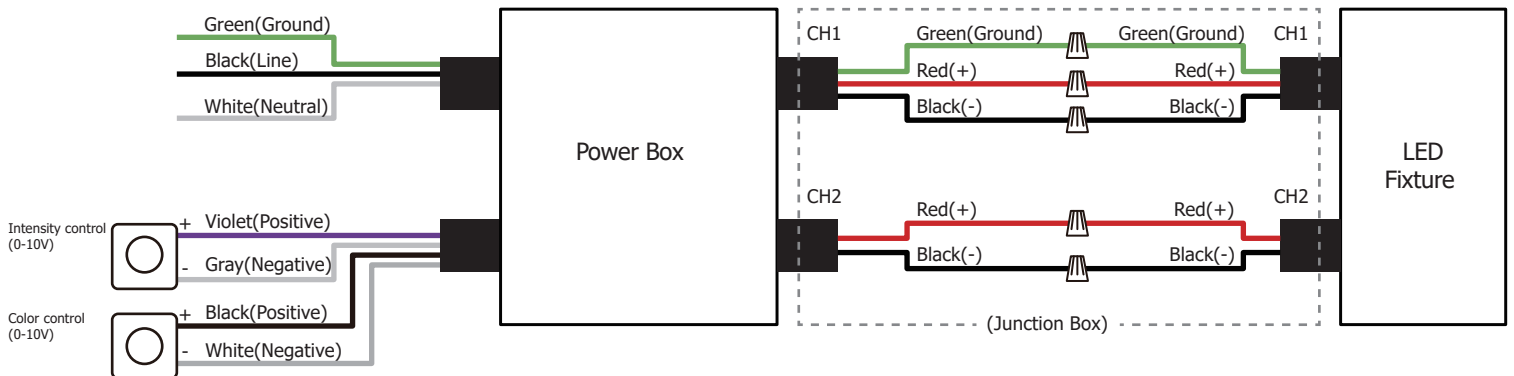 Green(Ground)
Black(Line)
White(Neutral)
Intensity control
(0-10V)
+ Violet(Positive)
- Gray(Negative)
Color control
(0-10V)
+ Black(Positive)
- White(Negative)
Power Box
CH1
Green(Ground)
Green(Ground)
CH1
Red(+)
Red(+)
Black(-)
Black(-)
CH2
CH2
Red(+)
Red(+)
Black(-)
Black(-)
(Junction Box)
LED
Fixture